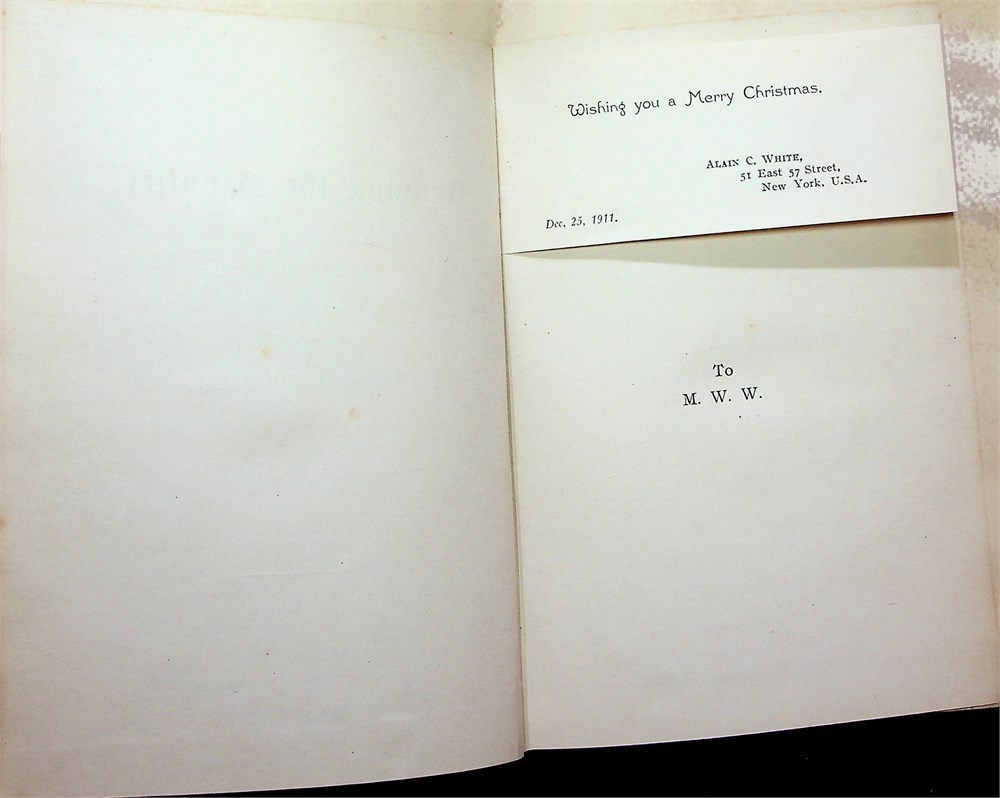 Wishing you a Merry Christmas.
ALAIN C. WHITE,
51 East 57 Street,
New York, U.S.A.
Dec. 25, 1911.
To
M. W. W.